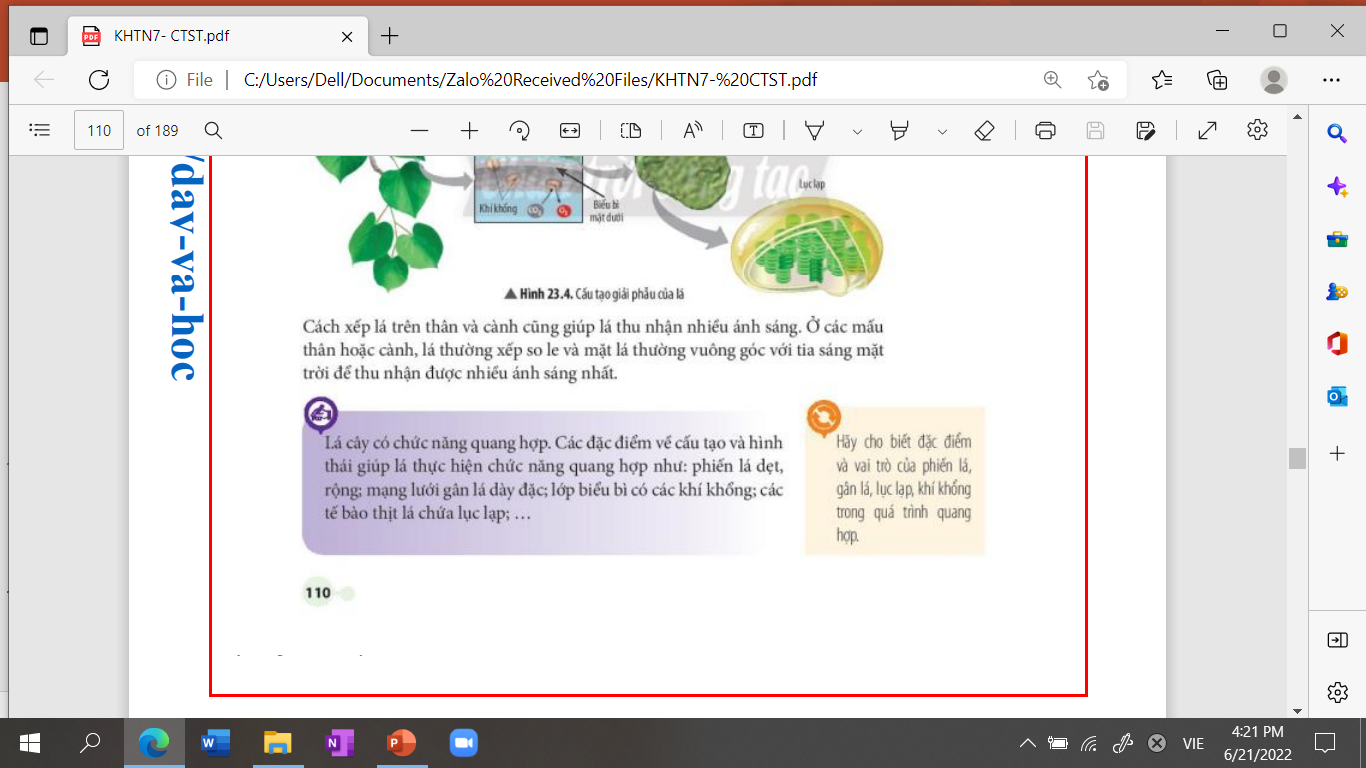 KHTN7- CTST.pdf
File
C:/Users/Dell/Documents/Zalo%20Received%20Files/KHTN7-%20CTST.pdf
110
of 189
/day-va-hoc
Lục lạp
Khí khổng
CO₂
O₂
Biểu bì
mặt dưới
▲ Hình 23.4. Cấu tạo giải phẫu của lá
Cách xếp lá trên thân và cành cũng giúp lá thu nhận nhiều ánh sáng. Ở các mấu
thân hoặc cành, lá thường xếp so le và mặt lá thường vuông góc với tia sáng mặt
trời để thu nhận được nhiều ánh sáng nhất.
Lá cây có chức năng quang hợp. Các đặc điểm về cấu tạo và hình
thái giúp lá thực hiện chức năng quang hợp như: phiến lá dẹt,
rộng; mạng lưới gân lá dày đặc; lớp biểu bì có các khí khổng; các
tế bào thịt lá chứa lục lạp; …
Hãy cho biết đặc điểm
và vai trò của phiến lá,
gân lá, lục lạp, khí khổng
trong quá trình quang
hợp.
110
VIE
4:21 PM
6/21/2022